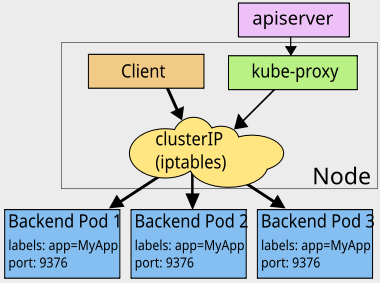 apiserver
Client
kube-proxy
clusterIP
(iptables)
Node
Backend Pod 1
labels: app=MyApp
port: 9376
Backend Pod 2
labels: app=MyApp
port: 9376
Backend Pod 3
labels: app=MyApp
port: 9376